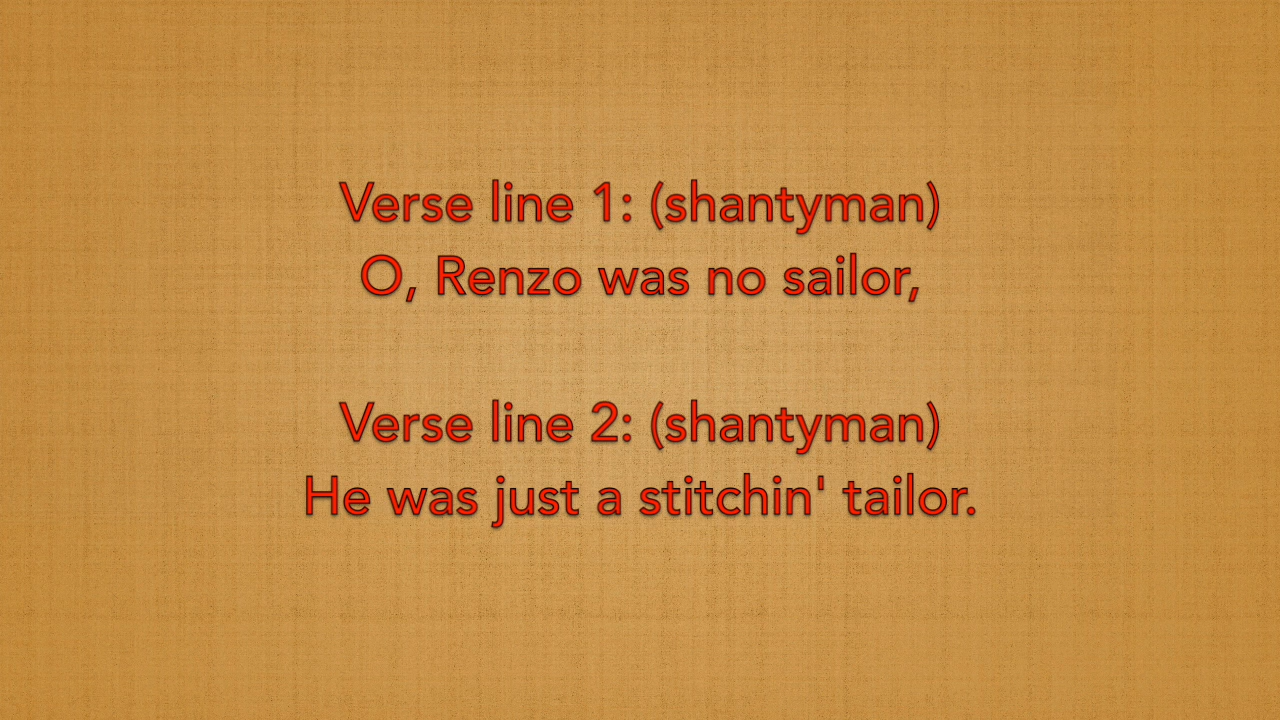 Verse line 1: (shantyman)
O, Renzo was no sailor,
Verse line 2: (shantyman)
He was just a stitchin' tailor.